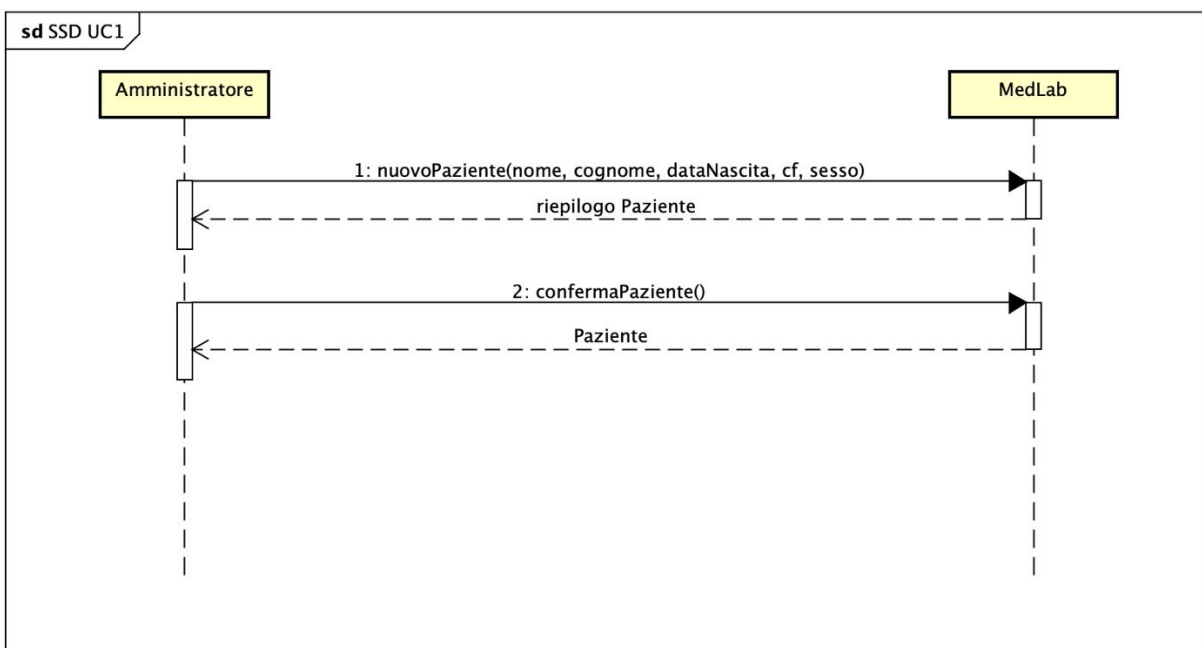 sd SSD UC1
Amministratore
MedLab
1: nuovoPaziente(nome, cognome, dataNascita, cf, sesso)
riepilogo Paziente
2: confermaPaziente()
Paziente